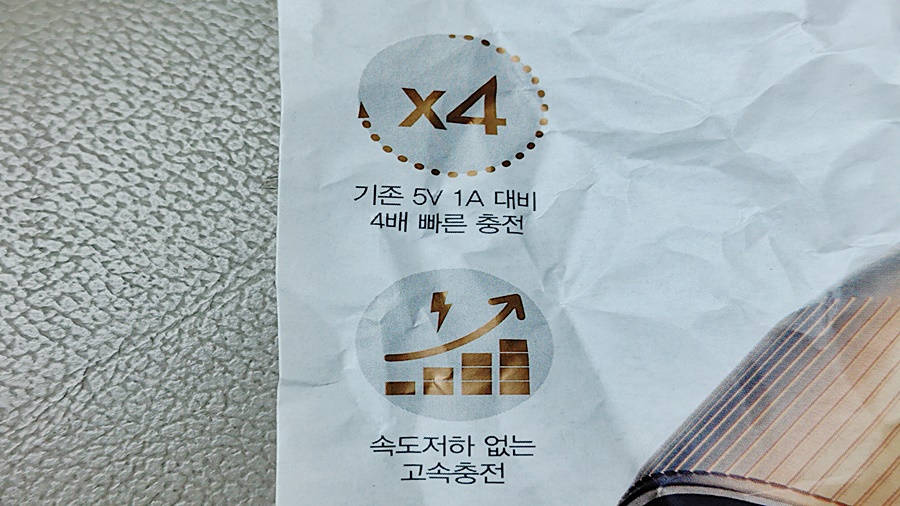 x4
기존 5V 1A 대비
4배 빠른 충전
속도저하 없는
고속충전